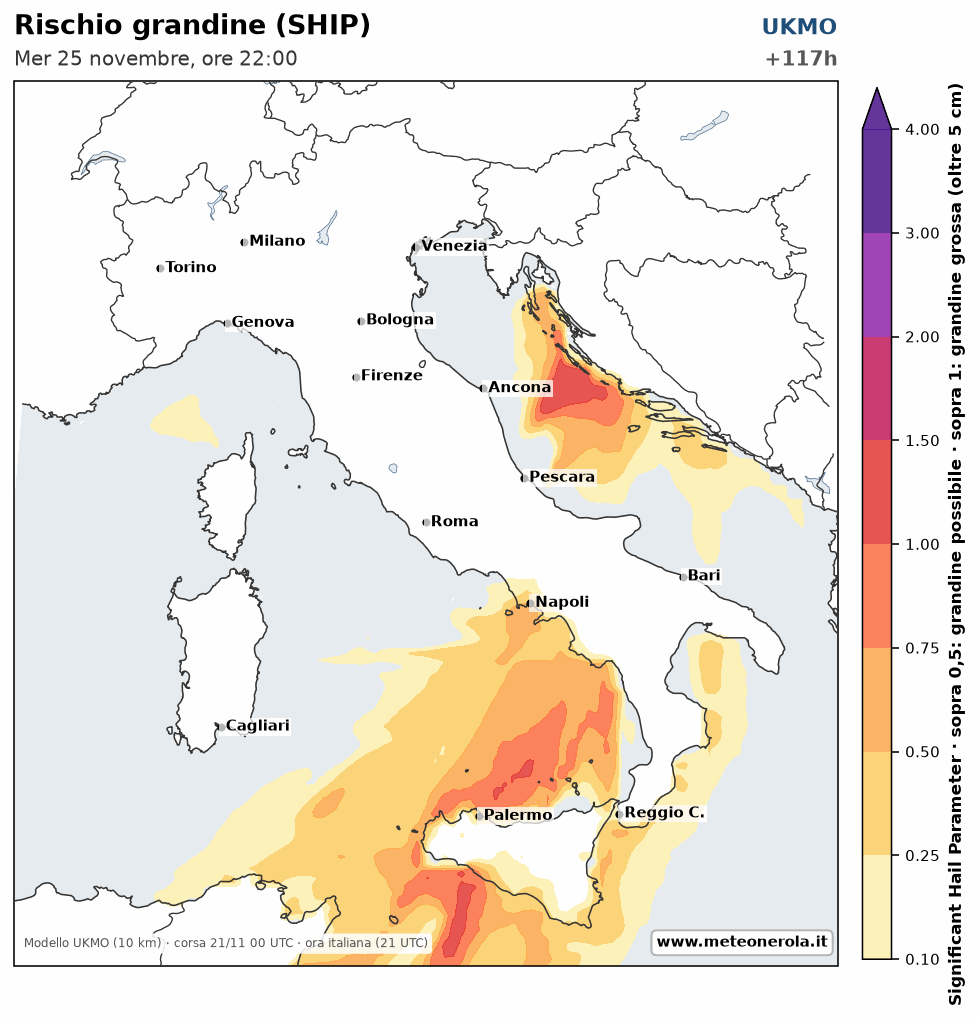 Rischio grandine (SHIP)
UKMO
Mer 25 novembre, ore 22:00
+117h
Milano
Venezia
Torino
Genova
Bologna
Firenze
Ancona
Pescara
Roma
Bari
Napoli
Cagliari
Palermo
Reggio C.
Modello UKMO (10 km) · corsa 21/11 00 UTC · ora italiana (21 UTC)
www.meteonerola.it
4.00
3.00
2.00
1.50
1.00
0.75
0.50
0.25
0.10
Significant Hail Parameter · sopra 0,5: grandine possibile · sopra 1: grandine grossa (oltre 5 cm)